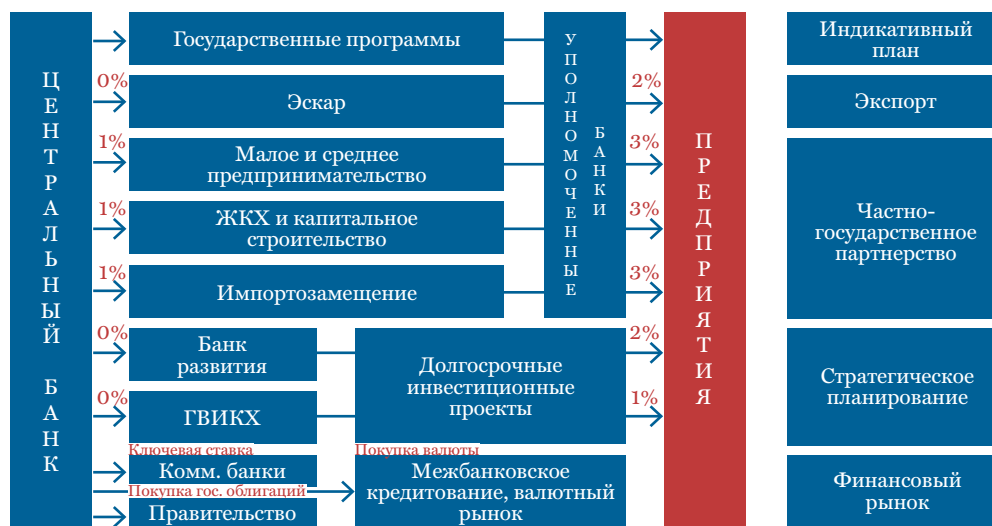 ЦЕНТРАЛЬНЫЙ БАНК
Государственные программы
УПОЛНОМОЧЕННЫЕ
БАНКИ
ПРЕДПРИЯТИЯ
Индикативный
план
0%
Эскар
2%
Экспорт
1%
Малое и среднее
предпринимательство
3%
Частно-
государственное
партнерство
1%
ЖКХ и капитальное
строительство
3%
1%
Импортозамещение
3%
0%
Банк
развития
Долгосрочные
инвестиционные
проекты
2%
Стратегическое
планирование
0%
ГВИКХ
1%
Ключевая ставка
Комм. банки
Покупка гос. облигаций
Правительство
Покупка валюты
Межбанковское
кредитование, валютный
рынок
Финансовый
рынок